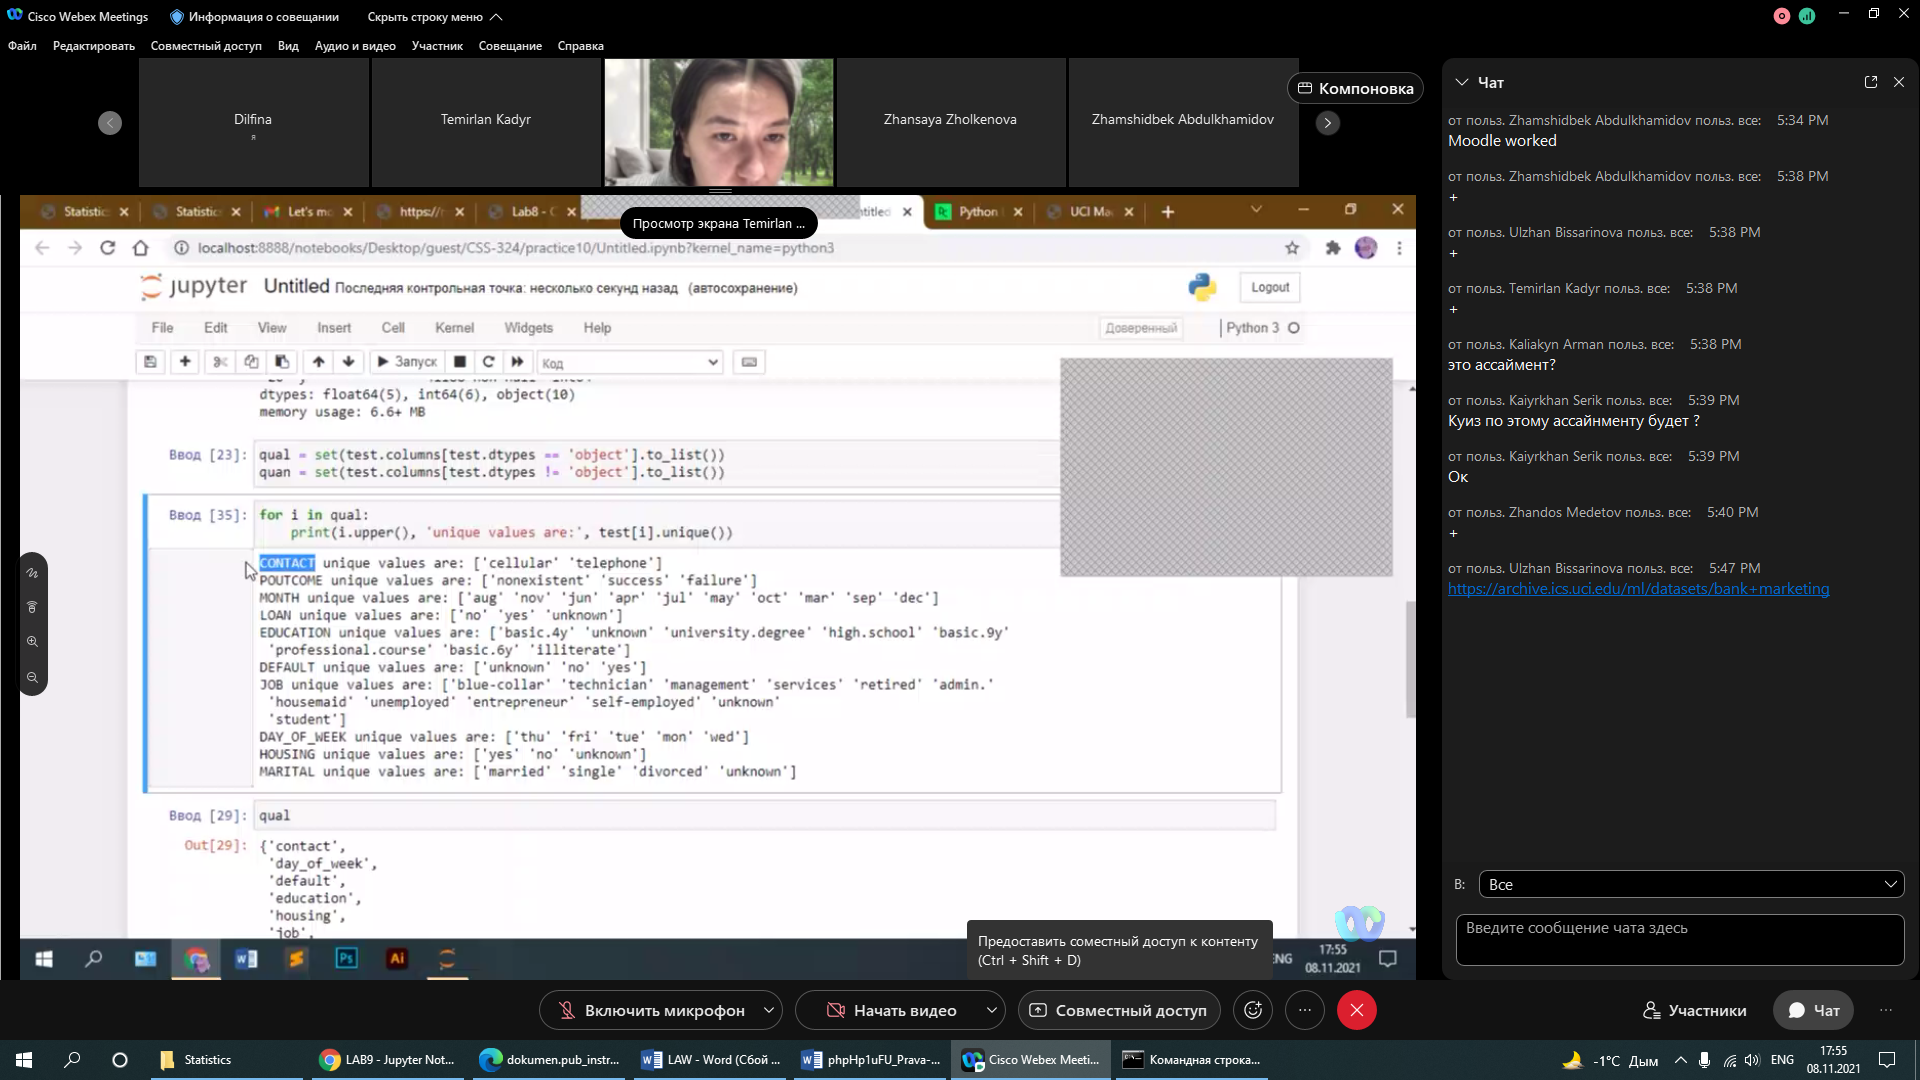 Cisco Webex Meetings
Информация о совещании
Скрыть строку меню
Файл Редактировать Совместный доступ Вид Аудио и видео Участник Совещание Справка
Dilfina
я
Temirlan Kadyr
Zhansaya Zholkenova
Zhamshidbek Abdulkhamidov
Компоновка
Statistic Statistic Let's mo https://r Lab8 - C ntitled Python UCI Ma
Просмотр экрана Temirlan ...
localhost:8888/notebooks/Desktop/guest/CSS-324/practice10/Untitled.ipynb?kernel_name=python3
jupyter Untitled Последняя контрольная точка: несколько секунд назад (автосохранение)
Logout
File Edit View Insert Cell Kernel Widgets Help
Доверенный
Python 3
Запуск
Код
dtypes: float64(5), int64(6), object(10)
memory usage: 6.6+ MB
Ввод [23]:
qual = set(test.columns[test.dtypes == 'object'].to_list())
quan = set(test.columns[test.dtypes != 'object'].to_list())
Ввод [35]:
for i in qual:
print(i.upper(), 'unique values are:', test[i].unique())
CONTACT unique values are: ['cellular' 'telephone']
POUTCOME unique values are: ['nonexistent' 'success' 'failure']
MONTH unique values are: ['aug' 'nov' 'jun' 'apr' 'jul' 'may' 'oct' 'mar' 'sep' 'dec']
LOAN unique values are: ['no' 'yes' 'unknown']
EDUCATION unique values are: ['basic.4y' 'unknown' 'university.degree' 'high.school' 'basic.9y'
'professional.course' 'basic.6y' 'illiterate']
DEFAULT unique values are: ['unknown' 'no' 'yes']
JOB unique values are: ['blue-collar' 'technician' 'management' 'services' 'retired' 'admin.'
'housemaid' 'unemployed' 'entrepreneur' 'self-employed' 'unknown'
'student']
DAY_OF_WEEK unique values are: ['thu' 'fri' 'tue' 'mon' 'wed']
HOUSING unique values are: ['yes' 'no' 'unknown']
MARITAL unique values are: ['married' 'single' 'divorced' 'unknown']
Ввод [29]:
qual
Out[29]:
{'contact',
'day_of_week',
'default',
'education',
'housing',
'job',
Предоставить соместный доступ к контенту
(Ctrl + Shift + D)
NG
17:55
08.11.2021
Чат
от польз. Zhamshidbek Abdulkhamidov польз. все: 5:34 PM
Moodle worked
от польз. Zhamshidbek Abdulkhamidov польз. все: 5:38 PM
+
от польз. Ulzhan Bissarinova польз. все: 5:38 PM
+
от польз. Temirlan Kadyr польз. все: 5:38 PM
+
от польз. Kaliakyn Arman польз. все: 5:38 PM
это ассаймент?
от польз. Kaiyrkhan Serik польз. все: 5:39 PM
Куиз по этому ассайнменту будет ?
от польз. Kaiyrkhan Serik польз. все: 5:39 PM
Ок
от польз. Zhandos Medetov польз. все: 5:40 PM
+
от польз. Ulzhan Bissarinova польз. все: 5:47 PM
https://archive.ics.uci.edu/ml/datasets/bank+marketing
В: Все
Введите сообщение чата здесь
Включить микрофон
Начать видео
Совместный доступ
Участники
Чат
Statistics
LAB9 - Jupyter Not...
dokumen.pub_instr...
LAW - Word (Сбой ...
phpHp1uFU_Prava-...
Cisco Webex Meeti...
Командная строка...
-1°C Дым
ENG
17:55
08.11.2021